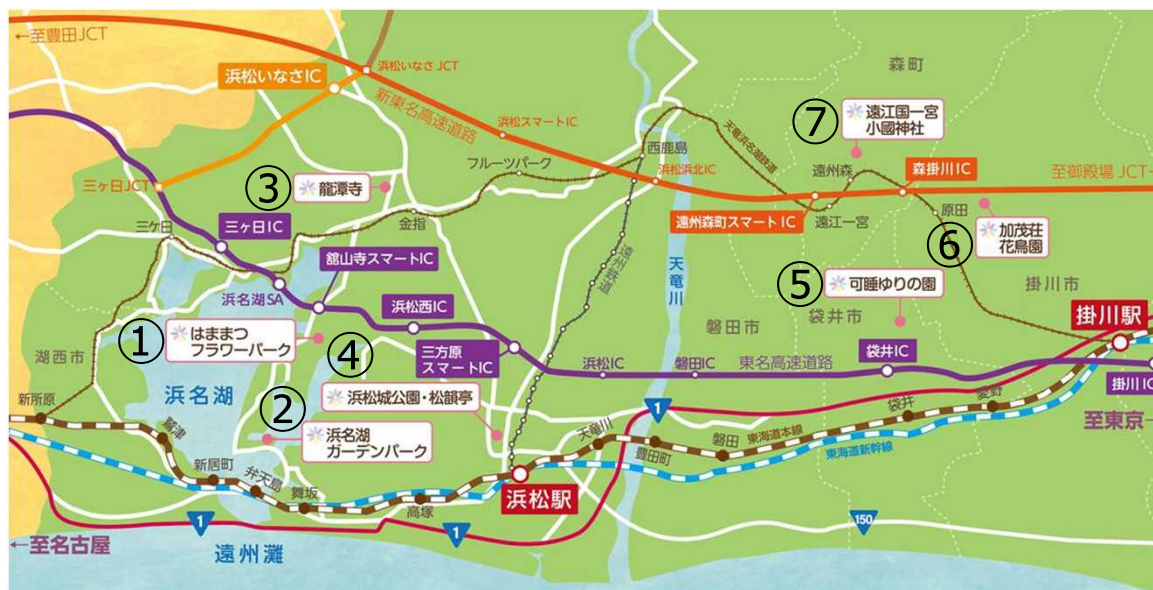 ←至豊田JCT
浜松いなさJCT
浜松いなさIC
新東名高速道路
浜松スマートIC
森町
⑦
遠江国一宮
小國神社
天竜浜名湖鉄道
西鹿島
フルーツパーク
浜松浜北IC
遠州森
森掛川IC
至御殿場JCT→
三ヶ日JCT
③
龍潭寺
金指
遠州森町スマートIC
遠江一宮
原田
⑥
加茂荘
花鳥園
三ケ日
三ヶ日IC
舘山寺スマートIC
浜名湖SA
浜松西IC
遠州鉄道
天竜川
⑤
可睡ゆりの園
掛川市
袋井市
磐田市
掛川駅
①
はままつ
フラワーパーク
④
三方原
スマートIC
浜松IC
磐田IC
東名高速道路
袋井IC
掛川IC
湖西市
浜名湖
浜松城公園・松韻亭
②
浜名湖
ガーデンパーク
1
至東京→
新所原
鷲津
新居町
弁天島
舞坂
高塚
浜松駅
天竜川
豊田町
磐田
東海道本線
袋井
愛野
東海道新幹線
1
1
150
←至名古屋
遠州灘